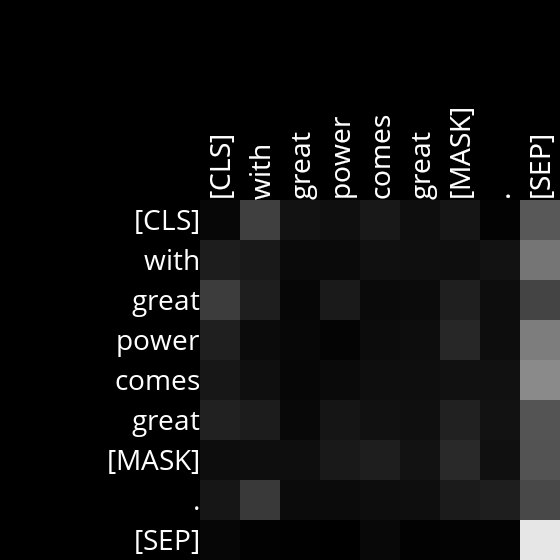 [CLS] with great power comes great [MASK] . [SEP]
[CLS]
with
great
power
comes
great
[MASK]
.
[SEP]